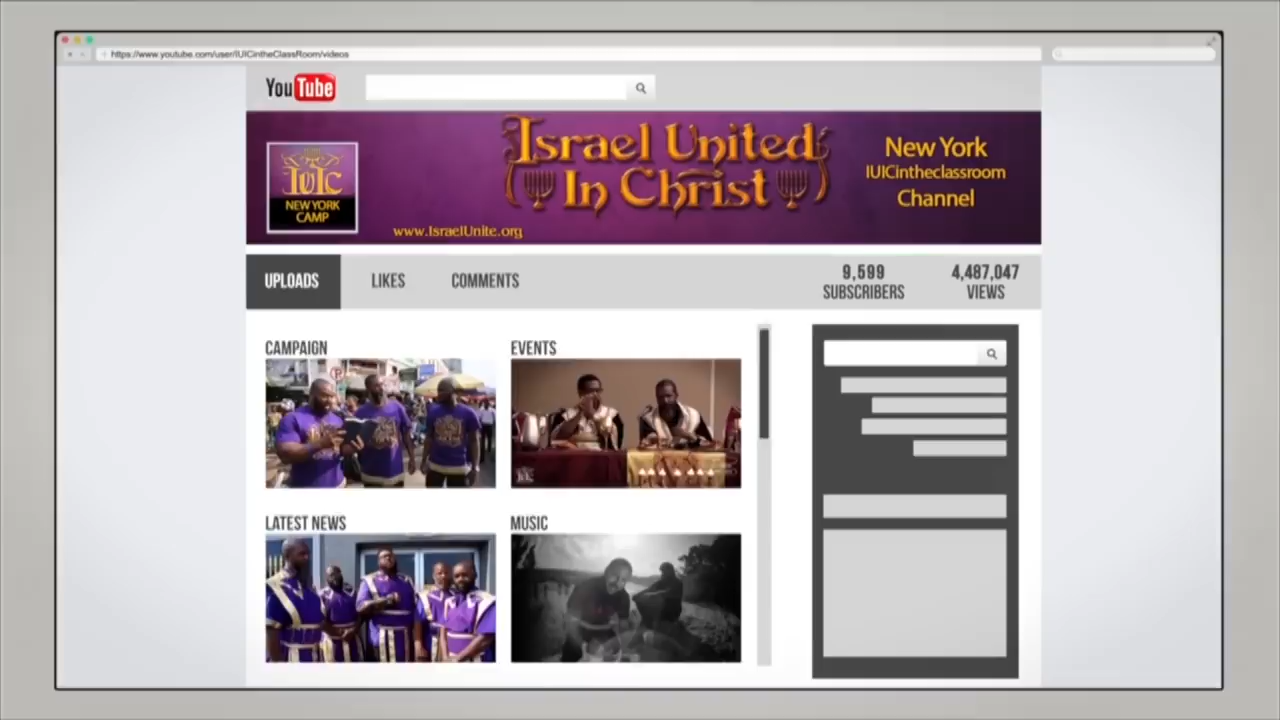 https://www.youtube.com/user/IUICintheClassRoom/videos
YouTube
IUIC
NEW YORK
CAMP
Israel United
In Christ
www.IsraelUnite.org
New York
IUICintheclassroom
Channel
UPLOADS
LIKES
COMMENTS
9,599
SUBSCRIBERS
4,487,047
VIEWS
CAMPAIGN
EVENTS
LATEST NEWS
MUSIC